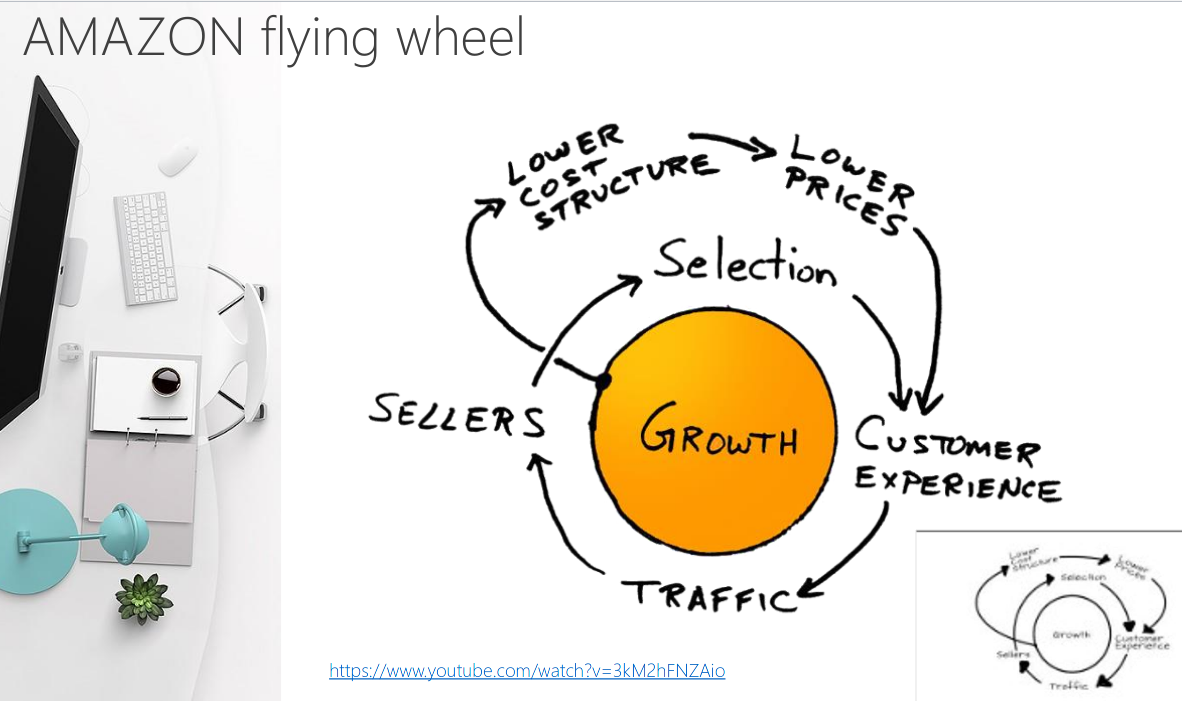 AMAZON flying wheel
LOWER
COST
STRUCTURE
LOWER
PRICES
Selection
SELLERS
GROWTH
CUSTOMER
EXPERIENCE
TRAFFIC
https://www.youtube.com/watch?v=3kM2hFNZAio
Lower
Cost
Structure
Lower
Prices
Selection
Growth
Customer
Experience
Sellers
Traffic